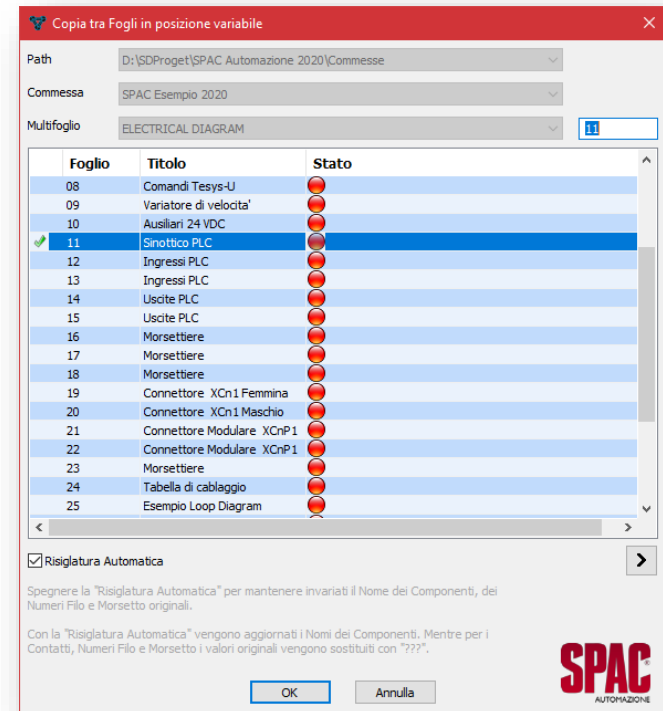 Copia tra Fogli in posizione variabile
Path D:\SDProget\SPAC Automazione 2020\Commesse
Commessa SPAC Esempio 2020
Multifoglio ELECTRICAL DIAGRAM 11
Foglio Titolo Stato
08 Comandi Tesys-U
09 Variatore di velocita'
10 Ausiliari 24 VDC
11 Sinottico PLC
12 Ingressi PLC
13 Ingressi PLC
14 Uscite PLC
15 Uscite PLC
16 Morsettiere
17 Morsettiere
18 Morsettiere
19 Connettore XCn1 Femmina
20 Connettore XCn1 Maschio
21 Connettore Modulare XCnP1
22 Connettore Modulare XCnP1
23 Morsettiere
24 Tabella di cablaggio
25 Esempio Loop Diagram
Risiglatura Automatica
Spegnere la "Risiglatura Automatica" per mantenere invariati il Nome dei Componenti, dei
Numeri Filo e Morsetto originali.
Con la "Risiglatura Automatica" vengono aggiornati i Nomi dei Componenti. Mentre per i
Contatti, Numeri Filo e Morsetto i valori originali vengono sostituiti con "???".
SPAC®
AUTOMAZIONE
OK Annulla